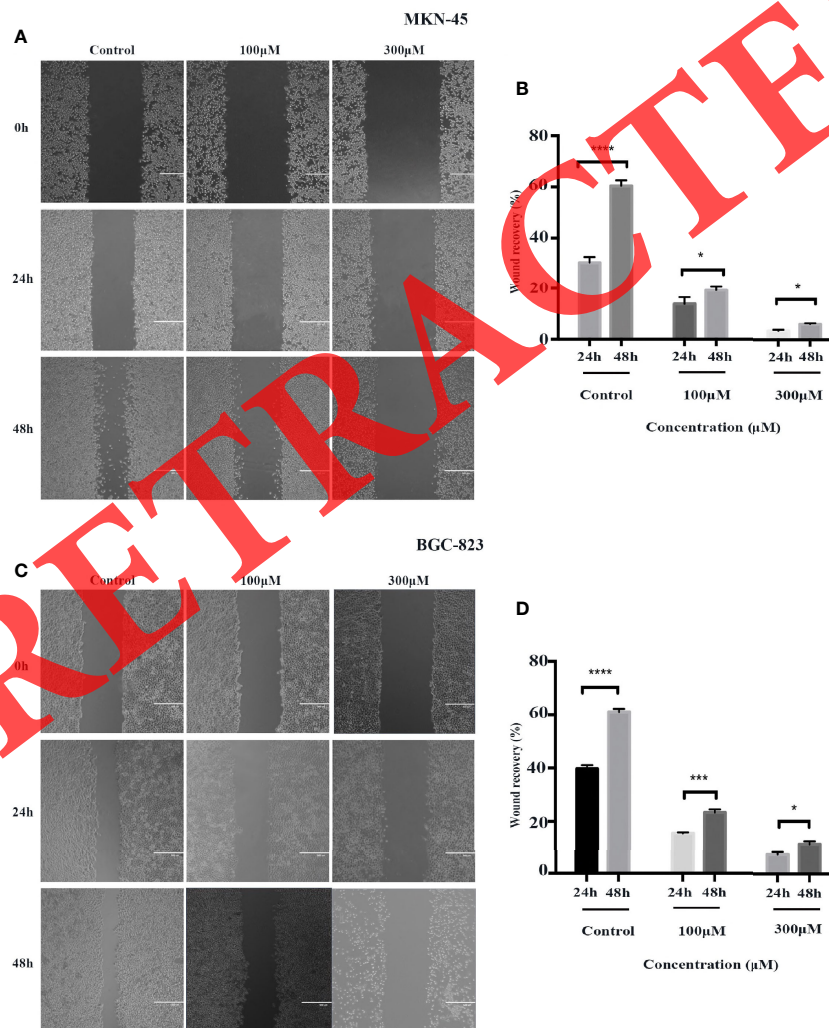 MKN-45
A
Control 100µM 300µM
0h
24h
48h
B
Wound recovery (%)
80
60
40
20
0
****
*
*
24h 48h 24h 48h 24h 48h
Control 100µM 300µM
Concentration (µM)
BGC-823
C
Control 100µM 300µM
0h
24h
48h
D
Wound recovery (%)
80
60
40
20
0
****
***
*
24h 48h 24h 48h 24h 48h
Control 100µM 300µM
Concentration (µM)
RETRACTE